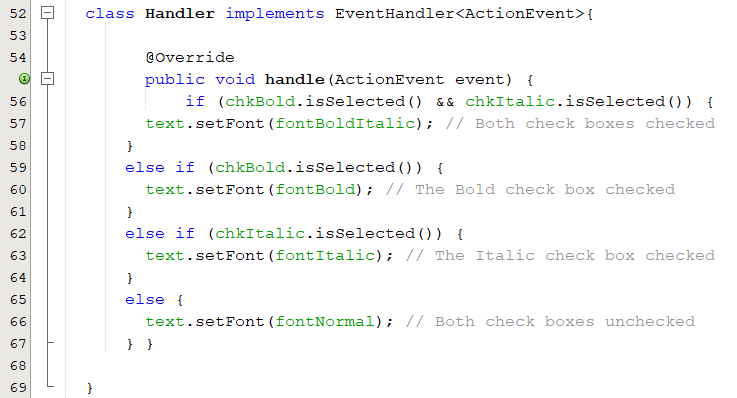 52 class Handler implements EventHandler<ActionEvent>{
53
54 @Override
public void handle(ActionEvent event) {
56 if (chkBold.isSelected() && chkItalic.isSelected()) {
57 text.setFont(fontBoldItalic); // Both check boxes checked
58 }
59 else if (chkBold.isSelected()) {
60 text.setFont(fontBold); // The Bold check box checked
61 }
62 else if (chkItalic.isSelected()) {
63 text.setFont(fontItalic); // The Italic check box checked
64 }
65 else {
66 text.setFont(fontNormal); // Both check boxes unchecked
67 } }
68
69 }